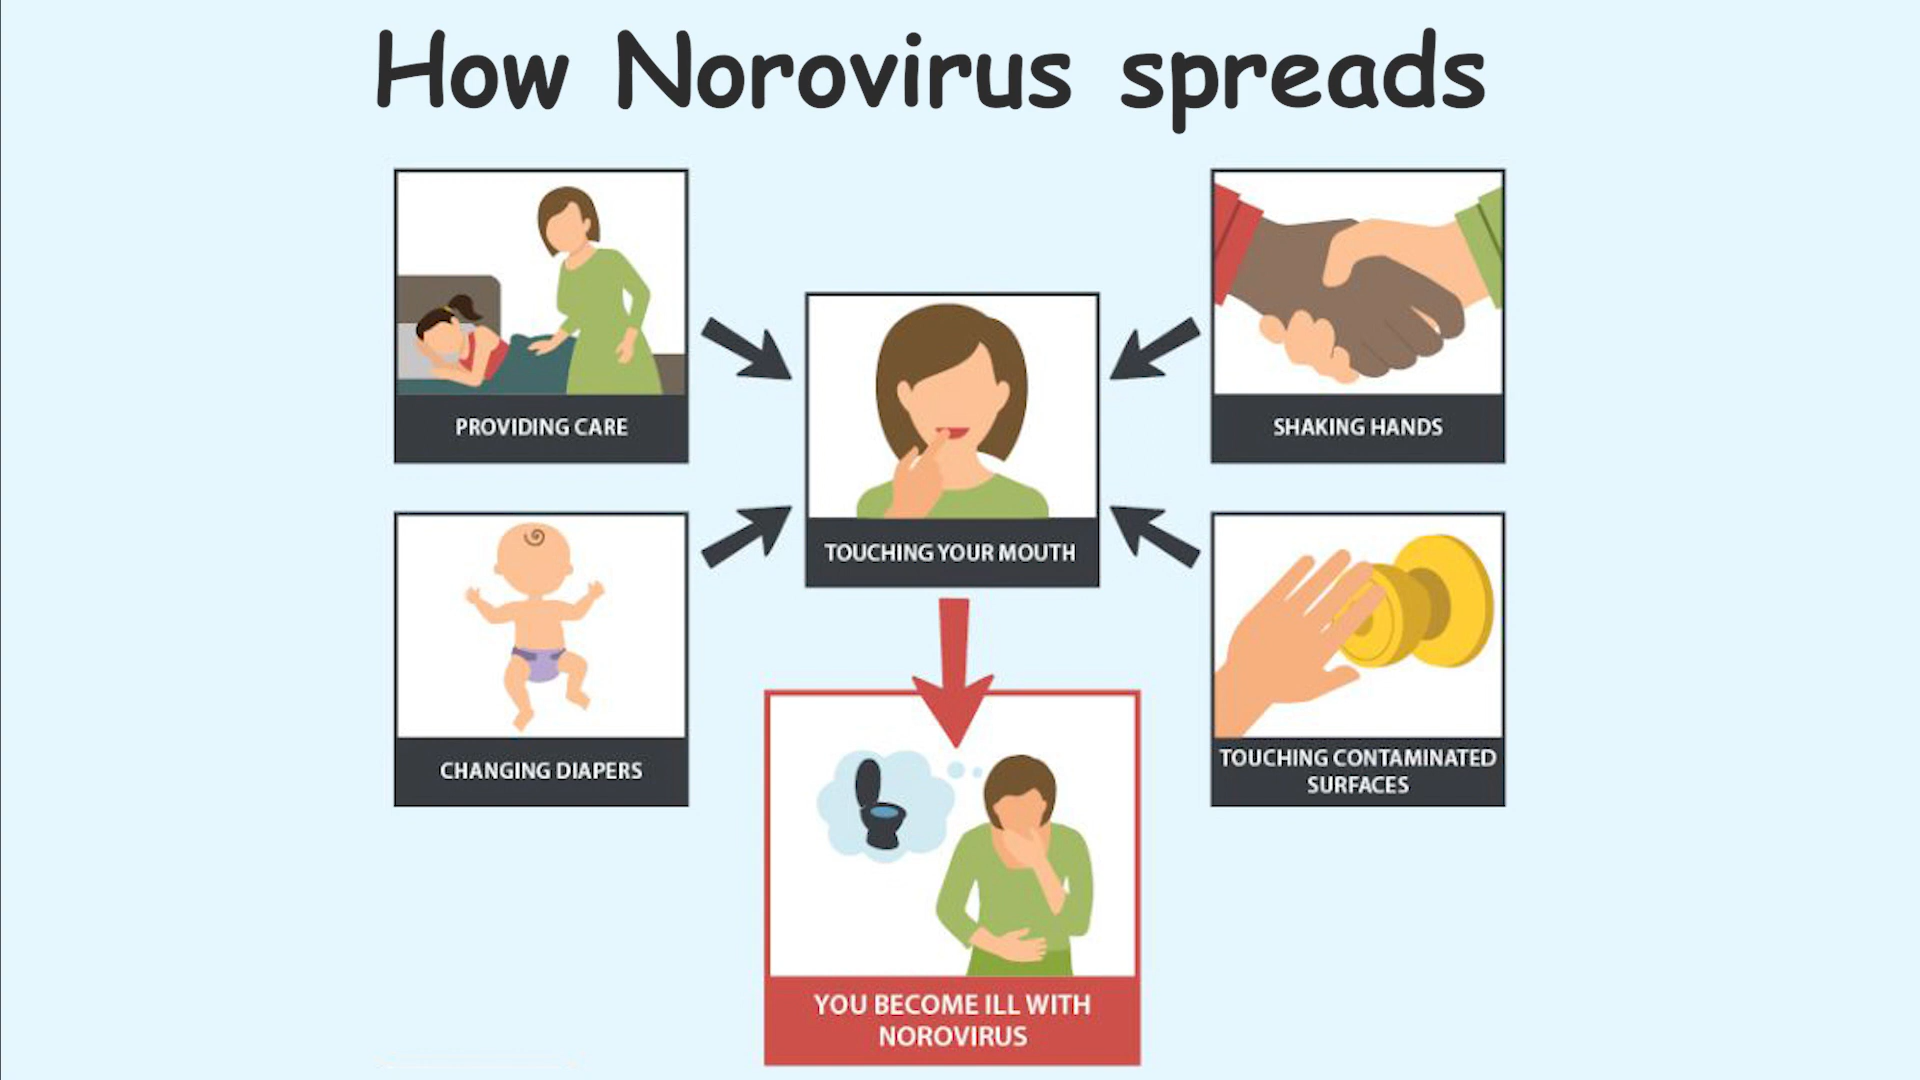 How Norovirus spreads
PROVIDING CARE
SHAKING HANDS
TOUCHING YOUR MOUTH
CHANGING DIAPERS
TOUCHING CONTAMINATED
SURFACES
YOU BECOME ILL WITH
NOROVIRUS